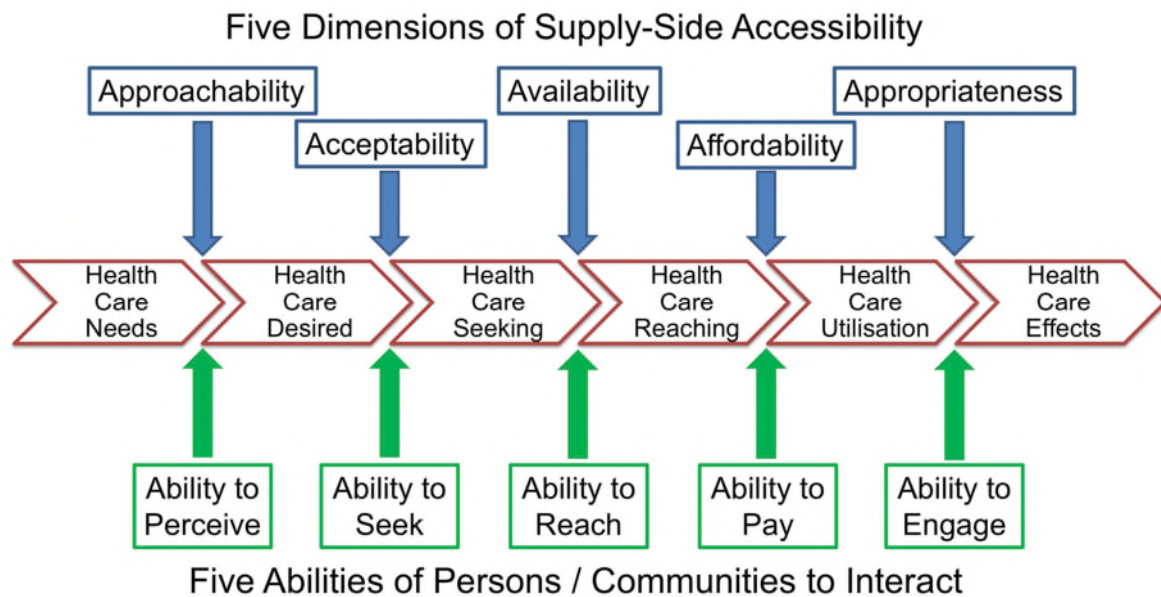 Five Dimensions of Supply-Side Accessibility
Approachability
Availability
Appropriateness
Acceptability
Affordability
Health
Care
Needs
Health
Care
Desired
Health
Care
Seeking
Health
Care
Reaching
Health
Care
Utilisation
Health
Care
Effects
Ability to
Perceive
Ability to
Seek
Ability to
Reach
Ability to
Pay
Ability to
Engage
Five Abilities of Persons / Communities to Interact